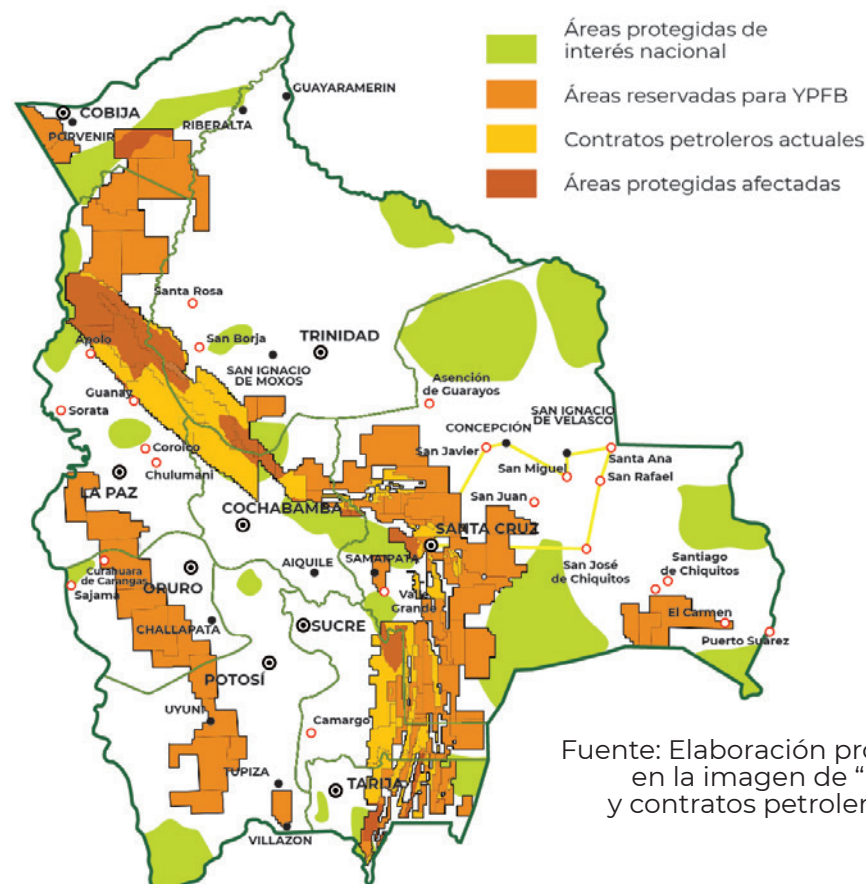 Áreas protegidas de
interés nacional
Áreas reservadas para YPFB
Contratos petroleros actuales
Áreas protegidas afectadas
GUAYARAMERIN
COBIJA
PORVENIR
RIBERALTA
Santa Rosa
San Borja
TRINIDAD
Apolo
SAN IGNACIO
DE MOXOS
Guanay
Sorata
Asención
de Guarayos
CONCEPCIÓN
SAN IGNACIO
DE VELASCO
Coroico
Chulumani
San Javier
San Miguel
Santa Ana
San Rafael
LA PAZ
San Juan
COCHABAMBA
SANTA CRUZ
Curahuara
de Carangas
Sajama
ORURO
AIQUILE
SAMAIPATA
San José
de Chiquitos
Santiago
de Chiquitos
Valle
Grande
CHALLAPATA
SUCRE
El Carmen
Puerto Suárez
POTOSÍ
UYUNI
Camargo
TUPIZA
TARIJA
VILLAZON
Fuente: Elaboración pro
en la imagen de “
y contratos petroler